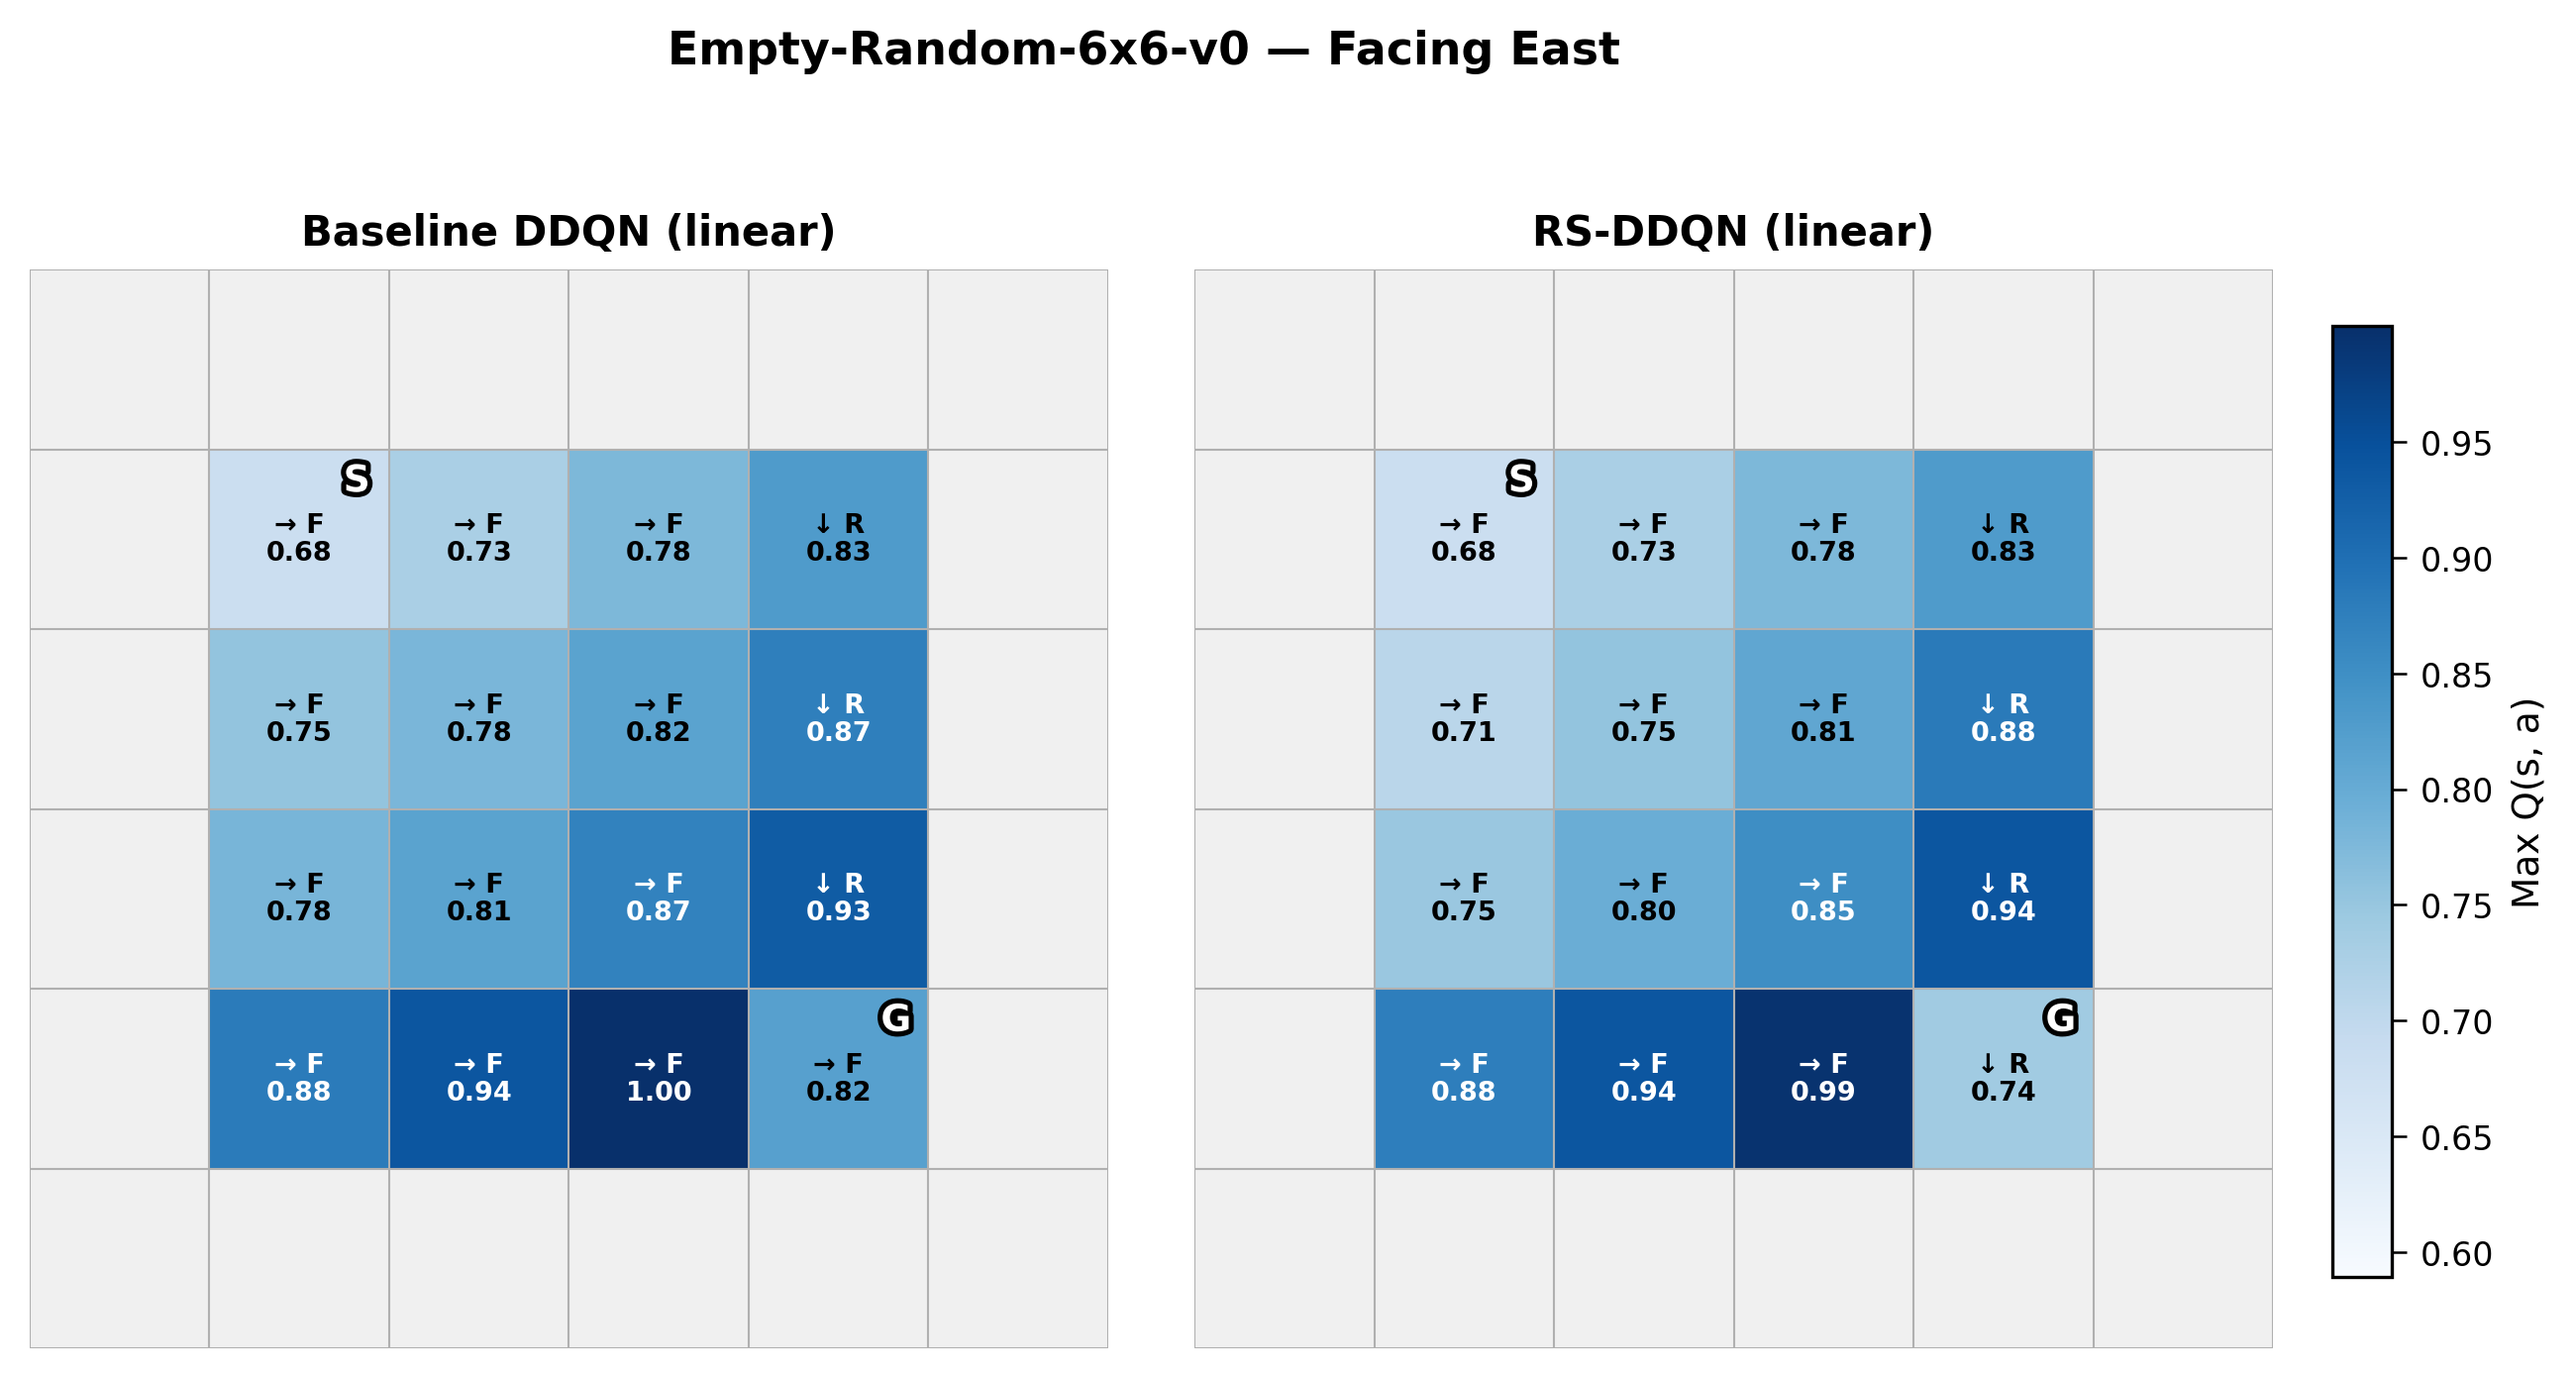 Empty-Random-6x6-v0 — Facing East
Baseline DDQN (linear)
S
→ F → F → F ↓ R
0.68 0.73 0.78 0.83
→ F → F → F ↓ R
0.75 0.78 0.82 0.87
→ F → F → F ↓ R
0.78 0.81 0.87 0.93
G
→ F → F → F → F
0.88 0.94 1.00 0.82
RS-DDQN (linear)
S
→ F → F → F ↓ R
0.68 0.73 0.78 0.83
→ F → F → F ↓ R
0.71 0.75 0.81 0.88
→ F → F → F ↓ R
0.75 0.80 0.85 0.94
G
→ F → F → F ↓ R
0.88 0.94 0.99 0.74
0.95
0.90
0.85
0.80
0.75
0.70
0.65
0.60
Max Q(s, a)